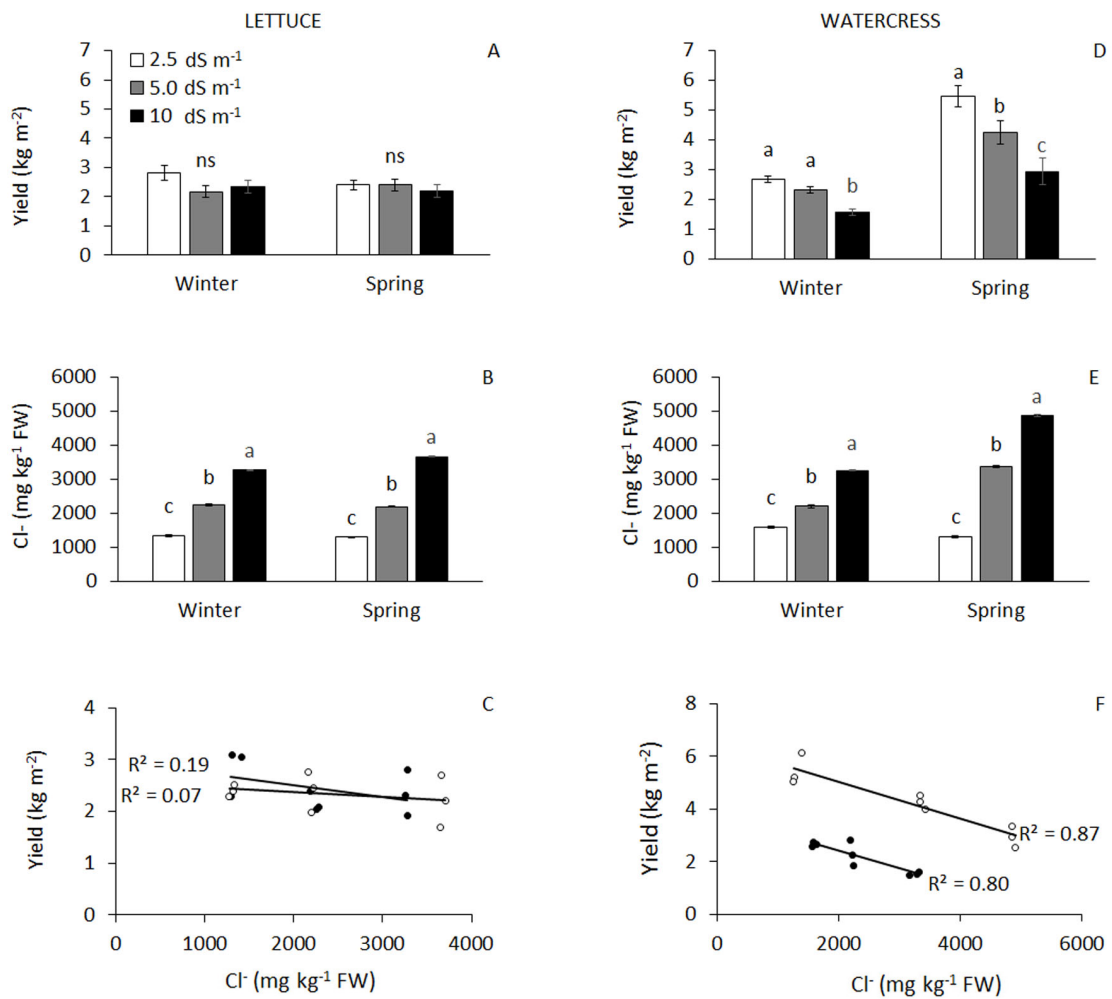 LETTUCE
A
Yield (kg m⁻²)
7
6
5
4
3
2
1
0
2.5 dS m⁻¹
5.0 dS m⁻¹
10 dS m⁻¹
ns
ns
Winter
Spring
WATERCRESS
D
Yield (kg m⁻²)
7
6
5
4
3
2
1
0
a
a
b
a
b
c
Winter
Spring
B
Cl- (mg kg⁻¹ FW)
6000
5000
4000
3000
2000
1000
0
c
b
a
c
b
a
Winter
Spring
E
Cl- (mg kg⁻¹ FW)
6000
5000
4000
3000
2000
1000
0
c
b
a
c
b
a
Winter
Spring
C
Yield (kg m⁻²)
4
3
2
1
0
R² = 0.19
R² = 0.07
0
1000
2000
3000
4000
Cl⁻ (mg kg⁻¹ FW)
F
Yield (kg m⁻²)
8
6
4
2
0
R² = 0.87
R² = 0.80
0
2000
4000
6000
Cl⁻ (mg kg⁻¹ FW)